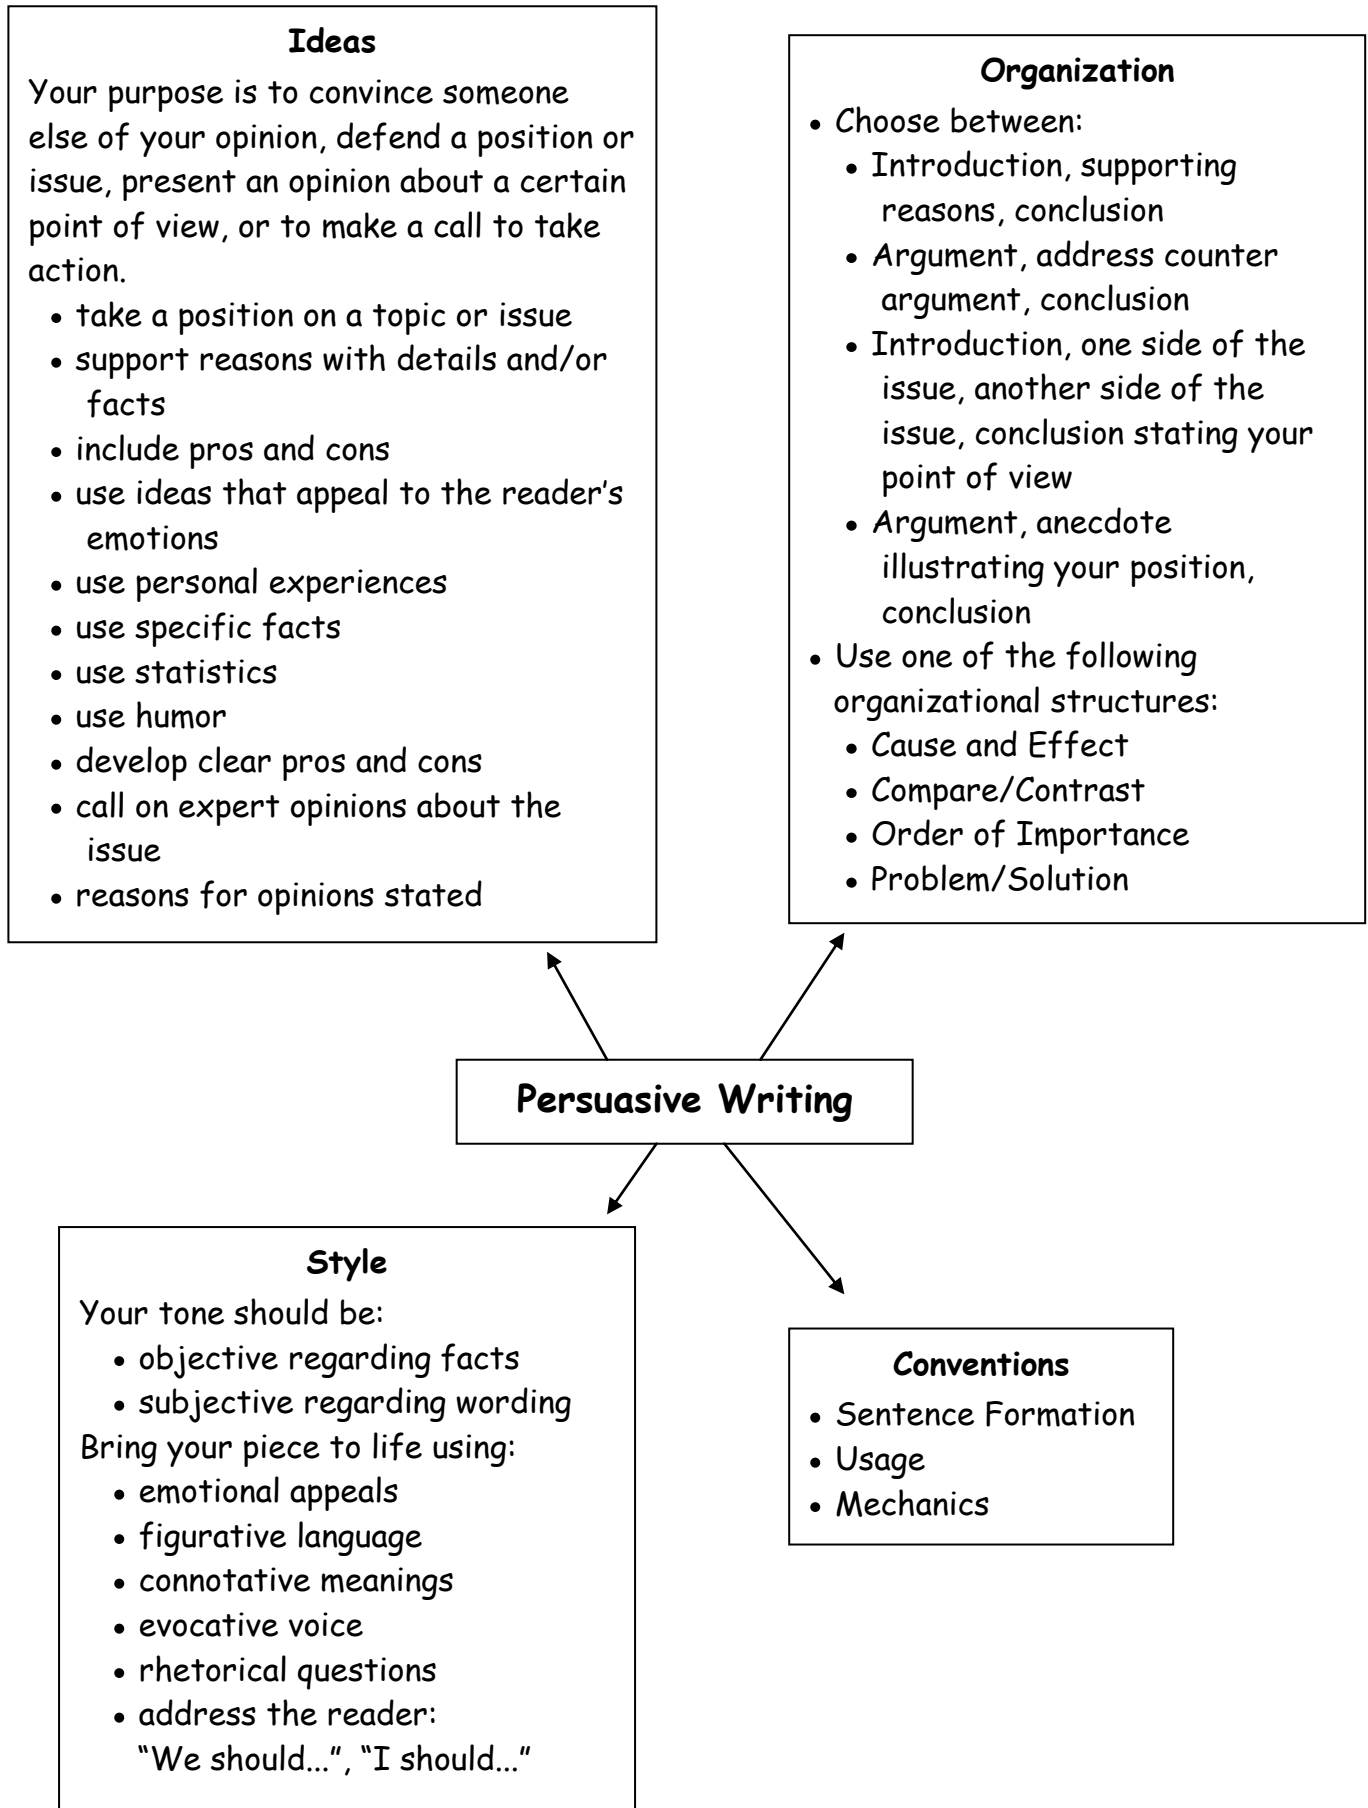 Ideas
Your purpose is to convince someone
else of your opinion, defend a position or
issue, present an opinion about a certain
point of view, or to make a call to take
action.
• take a position on a topic or issue
• support reasons with details and/or
facts
• include pros and cons
• use ideas that appeal to the reader’s
emotions
• use personal experiences
• use specific facts
• use statistics
• use humor
• develop clear pros and cons
• call on expert opinions about the
issue
• reasons for opinions stated
Organization
• Choose between:
• Introduction, supporting
reasons, conclusion
• Argument, address counter
argument, conclusion
• Introduction, one side of the
issue, another side of the
issue, conclusion stating your
point of view
• Argument, anecdote
illustrating your position,
conclusion
• Use one of the following
organizational structures:
• Cause and Effect
• Compare/Contrast
• Order of Importance
• Problem/Solution
Persuasive Writing
Style
Your tone should be:
• objective regarding facts
• subjective regarding wording
Bring your piece to life using:
• emotional appeals
• figurative language
• connotative meanings
• evocative voice
• rhetorical questions
• address the reader:
“We should...”, “I should...”
Conventions
• Sentence Formation
• Usage
• Mechanics